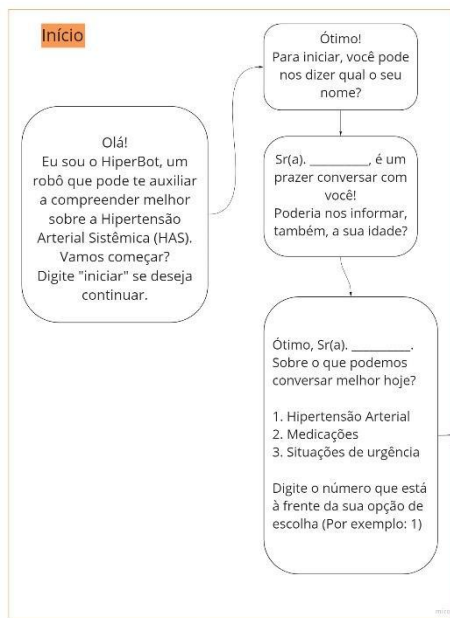 Início
Olá!
Eu sou o HiperBot, um
robô que pode te auxiliar
a compreender melhor
sobre a Hipertensão
Arterial Sistêmica (HAS).
Vamos começar?
Digite "iniciar" se deseja
continuar.
Ótimo!
Para iniciar, você pode
nos dizer qual o seu
nome?
Sr(a). __________, é um
prazer conversar com
você!
Poderia nos informar,
também, a sua idade?
Ótimo, Sr(a). __________.
Sobre o que podemos
conversar melhor hoje?
1. Hipertensão Arterial
2. Medicações
3. Situações de urgência
Digite o número que está
à frente da sua opção de
escolha (Por exemplo: 1)
miro